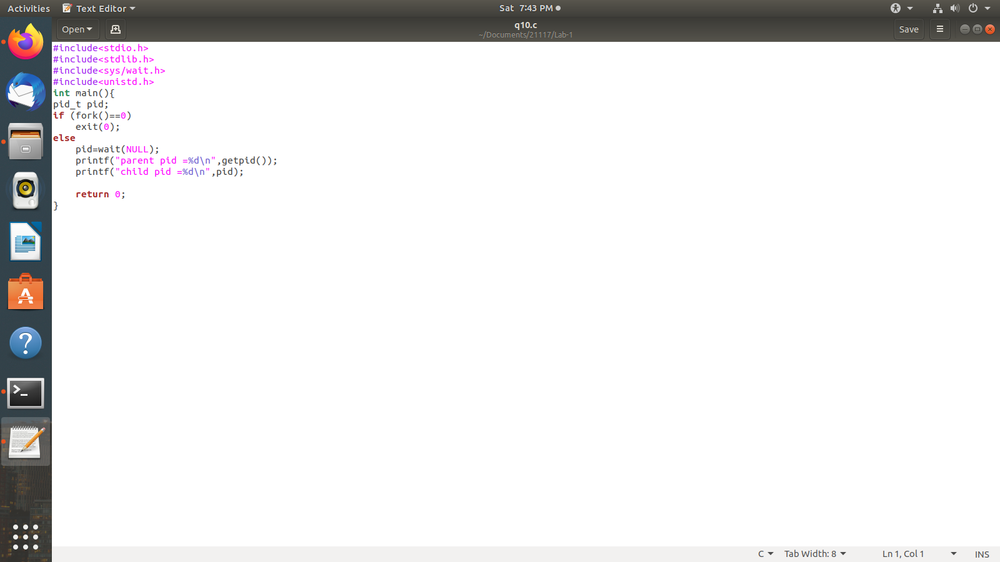 Activities Text Editor Sat 7:43 PM
Open q10.c Save
~/Documents/21117/Lab-1
#include<stdio.h>
#include<stdlib.h>
#include<sys/wait.h>
#include<unistd.h>
int main(){
pid_t pid;
if (fork()==0)
    exit(0);
else
    pid=wait(NULL);
    printf("parent pid =%d\n",getpid());
    printf("child pid =%d\n",pid);
    return 0;
}
C Tab Width: 8 Ln 1, Col 1 INS